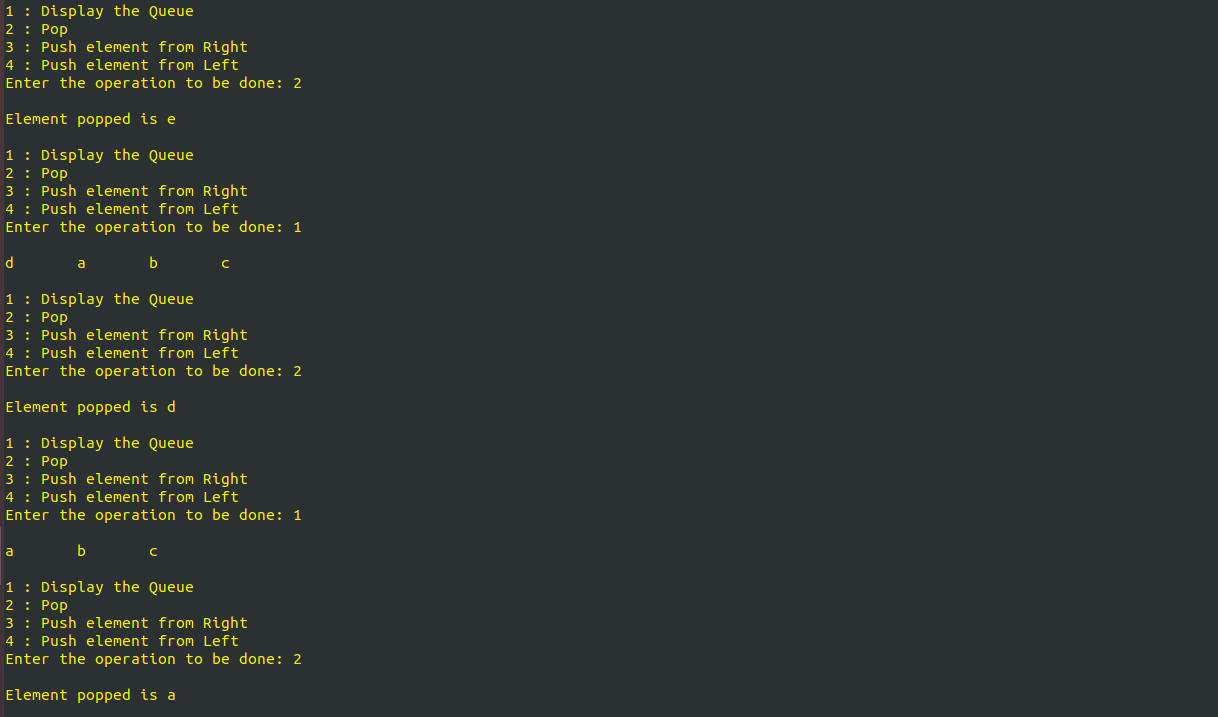 1 : Display the Queue
2 : Pop
3 : Push element from Right
4 : Push element from Left
Enter the operation to be done: 2
Element popped is e
1 : Display the Queue
2 : Pop
3 : Push element from Right
4 : Push element from Left
Enter the operation to be done: 1
d       a       b       c
1 : Display the Queue
2 : Pop
3 : Push element from Right
4 : Push element from Left
Enter the operation to be done: 2
Element popped is d
1 : Display the Queue
2 : Pop
3 : Push element from Right
4 : Push element from Left
Enter the operation to be done: 1
a       b       c
1 : Display the Queue
2 : Pop
3 : Push element from Right
4 : Push element from Left
Enter the operation to be done: 2
Element popped is a